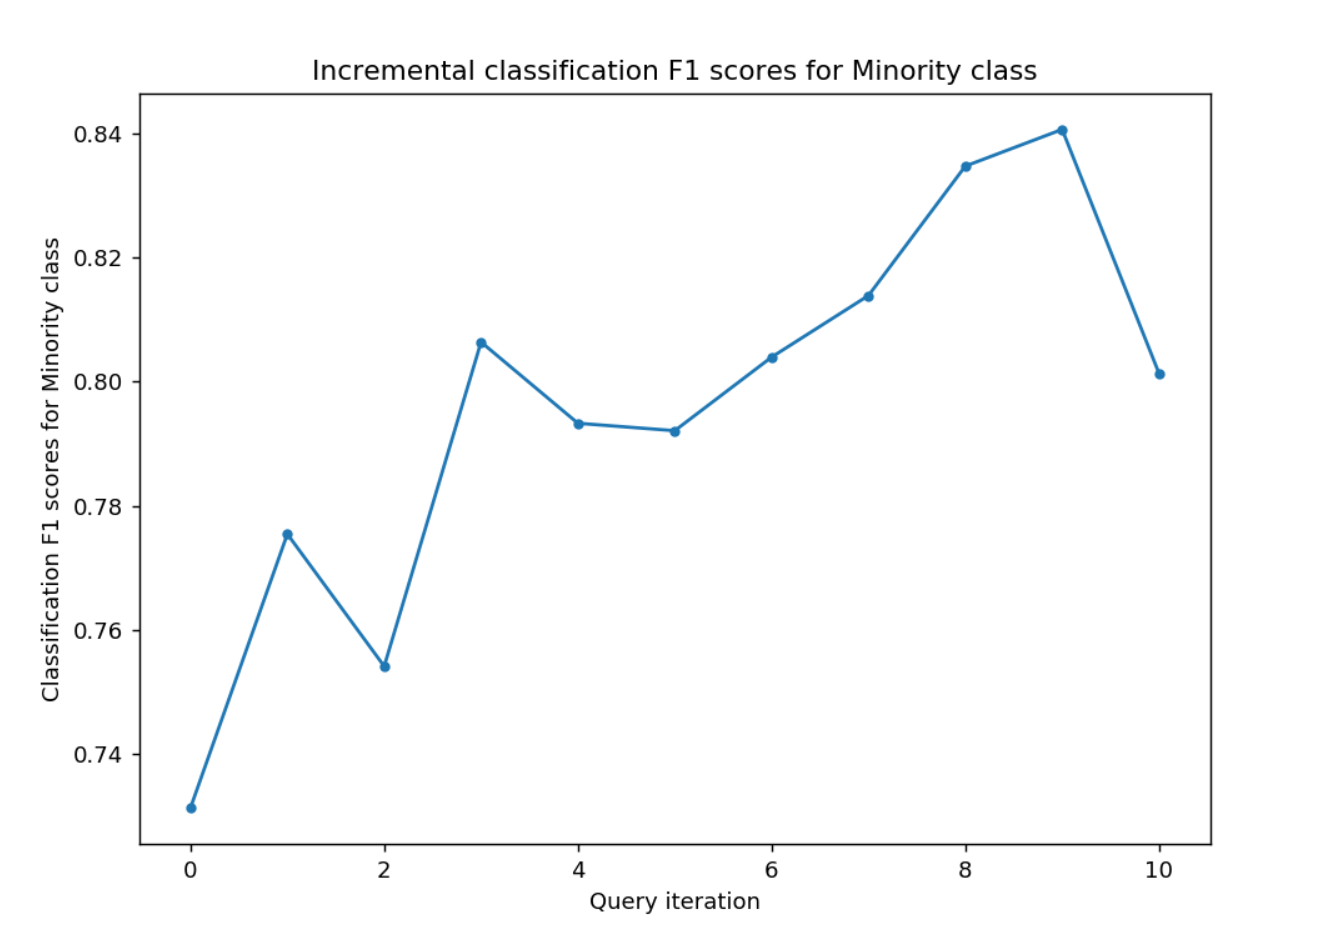 Incremental classification F1 scores for Minority class
Classification F1 scores for Minority class
0.84
0.82
0.80
0.78
0.76
0.74
0 2 4 6 8 10
Query iteration